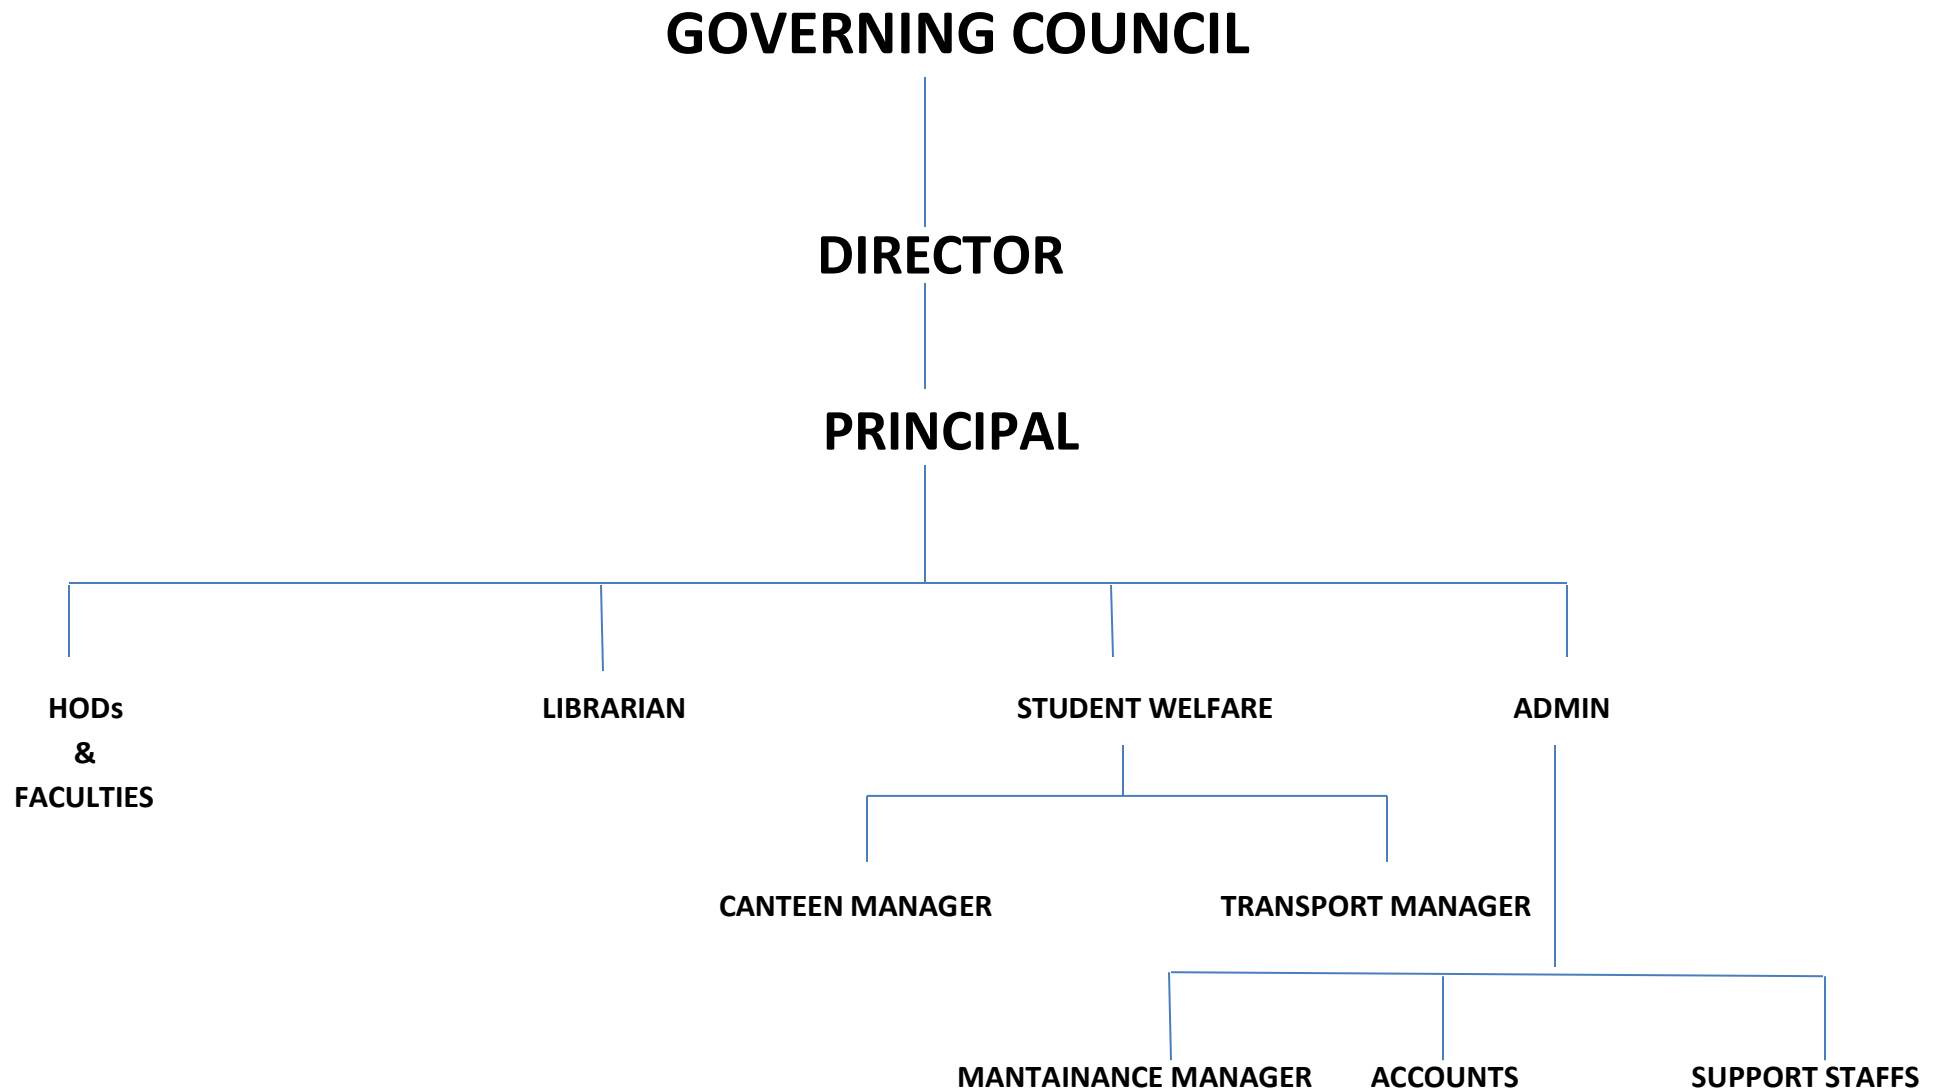 GOVERNING COUNCIL
DIRECTOR
PRINCIPAL
HODs
&
FACULTIES
LIBRARIAN
STUDENT WELFARE
ADMIN
CANTEEN MANAGER
TRANSPORT MANAGER
MANTAINANCE MANAGER
ACCOUNTS
SUPPORT STAFFS